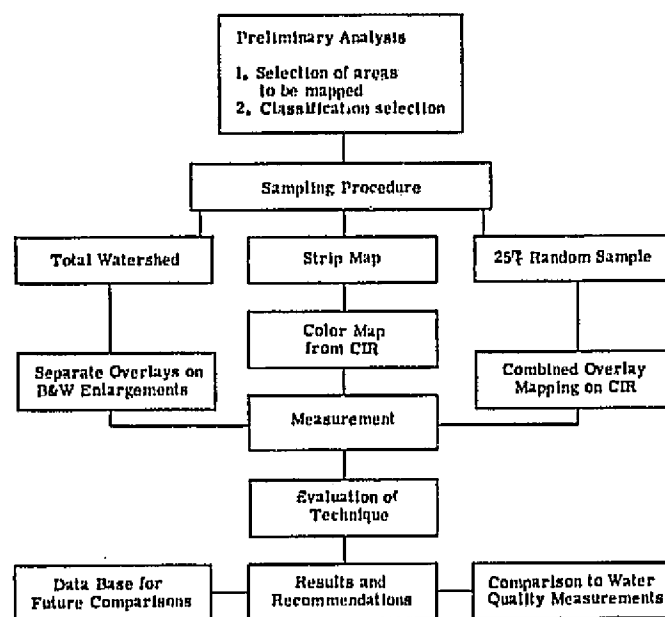 Preliminary Analysis
1. Selection of areas
to be mapped
2. Classification selection
Sampling Procedure
Total Watershed
Strip Map
25% Random Sample
Color Map
from CIR
Separate Overlays on
B&W Enlargements
Combined Overlay
Mapping on CIR
Measurement
Evaluation of
Technique
Data Base for
Future Comparisons
Results and
Recommendations
Comparison to Water
Quality Measurements